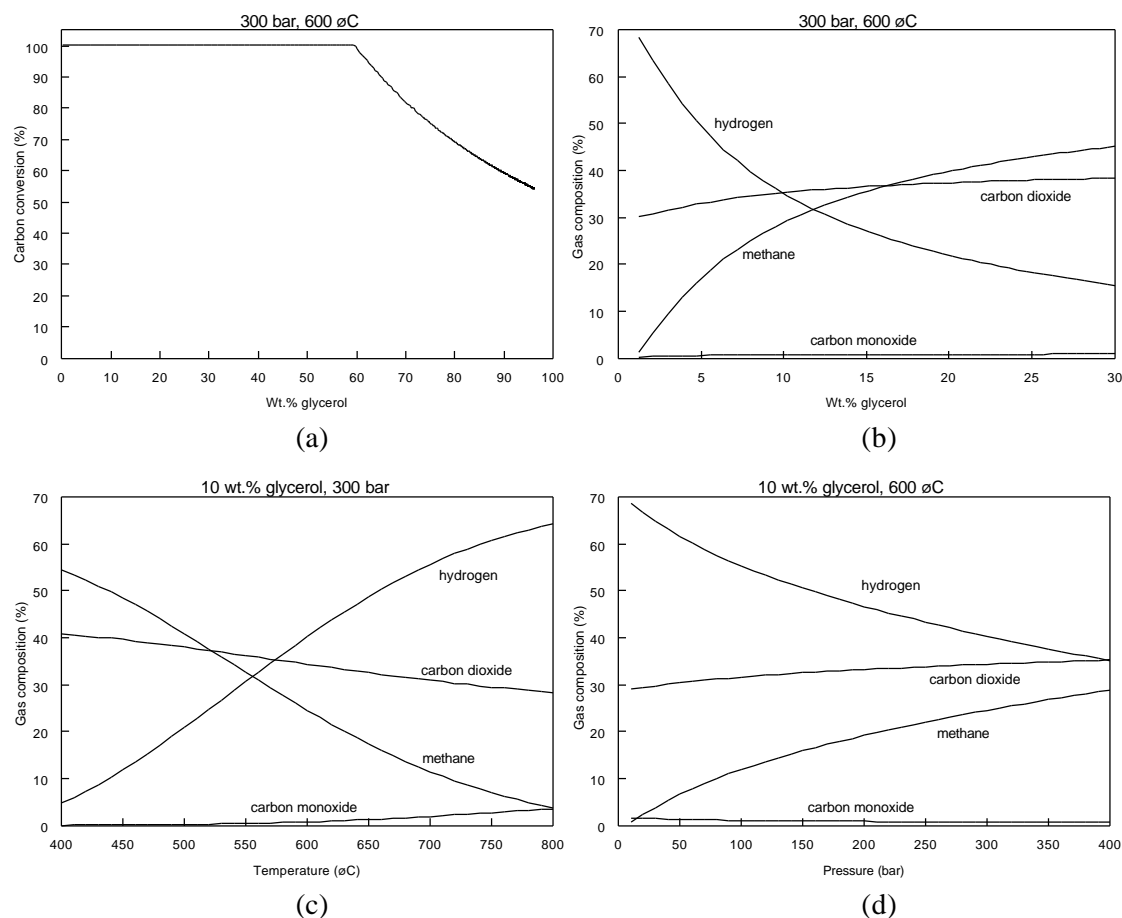 300 bar, 600 øC
Carbon conversion (%)
100
90
80
70
60
50
40
30
20
10
0
0 10 20 30 40 50 60 70 80 90 100
Wt.% glycerol
(a)
300 bar, 600 øC
Gas composition (%)
70
60
50
40
30
20
10
0
hydrogen
carbon dioxide
methane
carbon monoxide
0 5 10 15 20 25 30
Wt.% glycerol
(b)
10 wt.% glycerol, 300 bar
Gas composition (%)
70
60
50
40
30
20
10
0
hydrogen
carbon dioxide
methane
carbon monoxide
400 450 500 550 600 650 700 750 800
Temperature (øC)
(c)
10 wt.% glycerol, 600 øC
Gas composition (%)
70
60
50
40
30
20
10
0
hydrogen
carbon dioxide
methane
carbon monoxide
0 50 100 150 200 250 300 350 400
Pressure (bar)
(d)